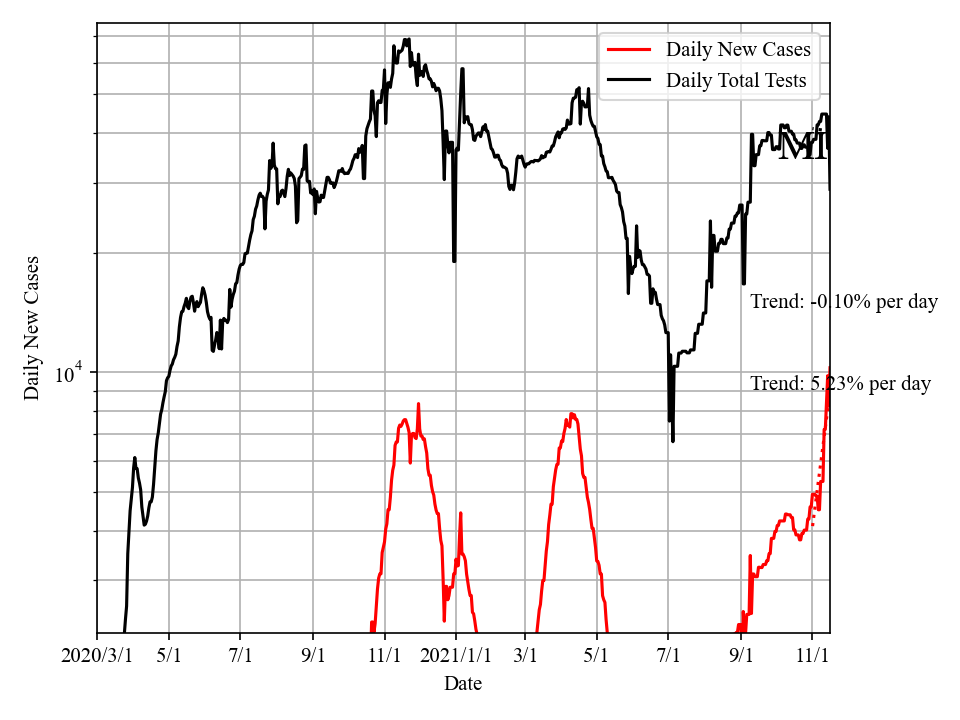 Daily New Cases
Daily Total Tests
Mi
Trend: -0.10% per day
Trend: 5.23% per day
10^4
Daily New Cases
2020/3/1 5/1 7/1 9/1 11/1 2021/1/1 3/1 5/1 7/1 9/1 11/1
Date